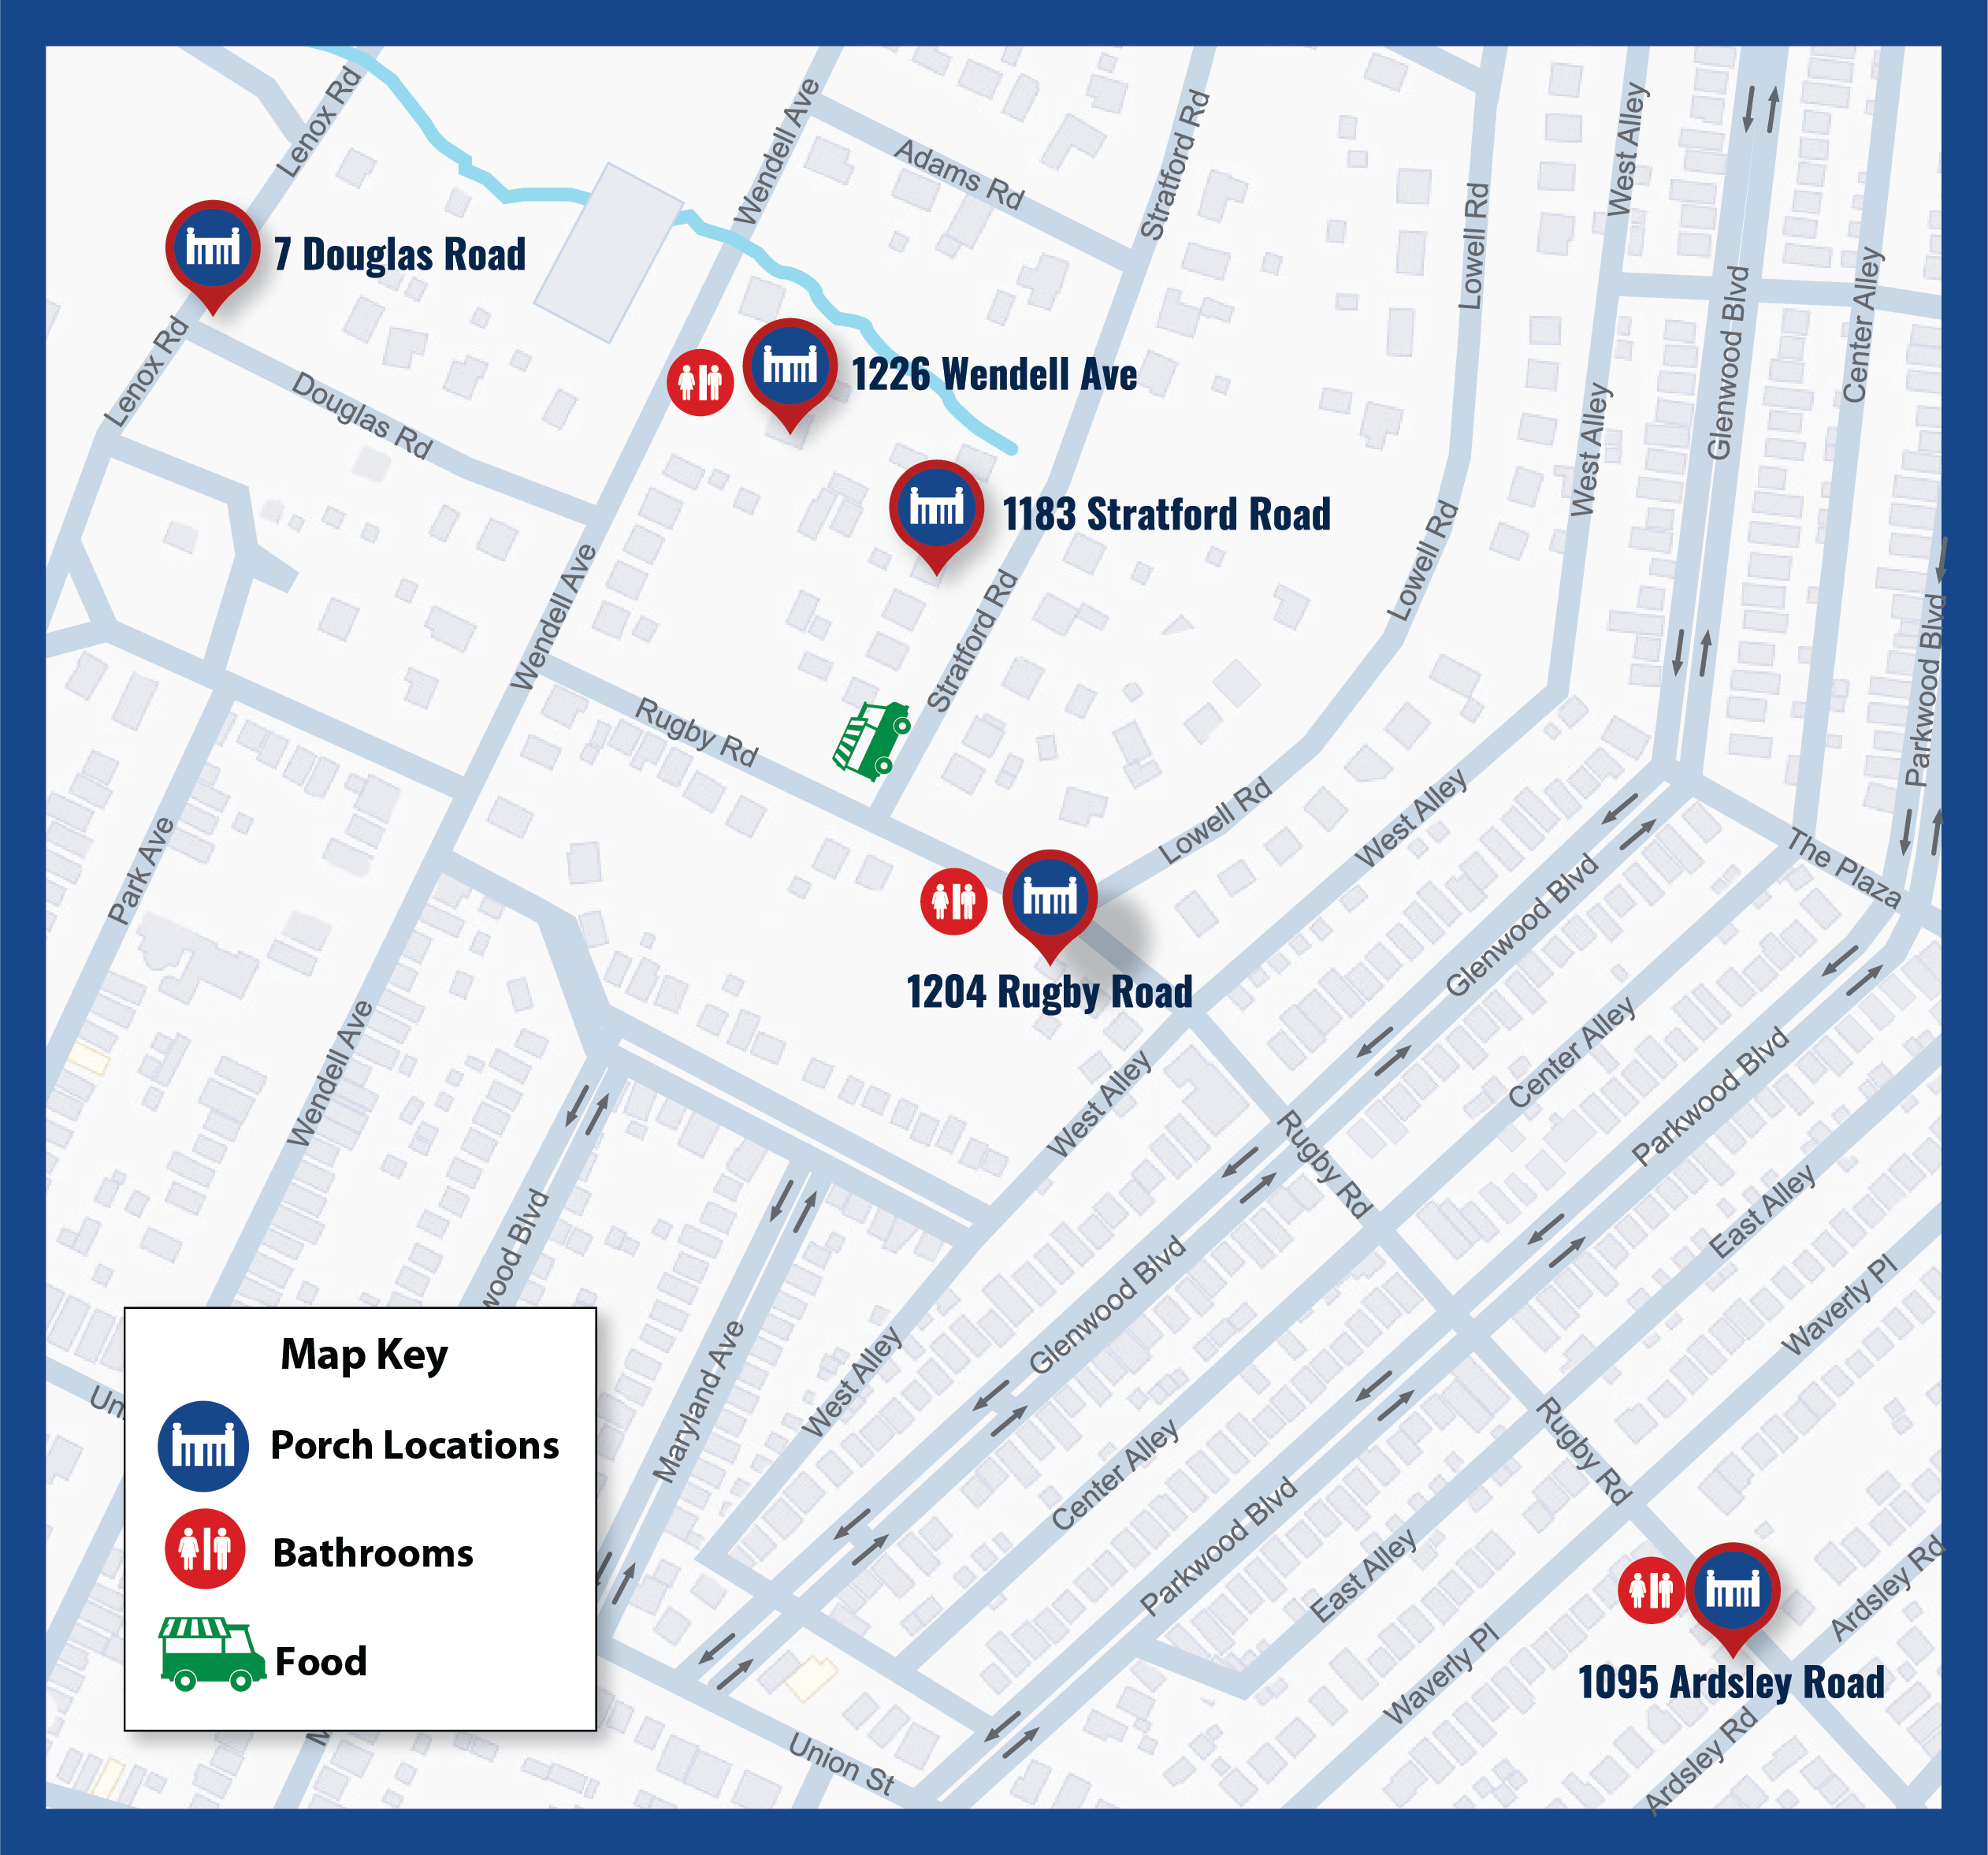 Lenox Rd
Wendell Ave
Adams Rd
Stratford Rd
Lowell Rd
West Alley
7 Douglas Road
Glenwood Blvd
Center Alley
Lenox Rd
Douglas Rd
1226 Wendell Ave
West Alley
1183 Stratford Road
Lowell Rd
Wendell Ave
Stratford Rd
Parkwood Blvd
Rugby Rd
Lowell Rd
West Alley
The Plaza
Park Ave
Glenwood Blvd
1204 Rugby Road
Wendell Ave
West Alley
Center Alley
Parkwood Blvd
Rugby Rd
wood Blvd
East Alley
Glenwood Blvd
Waverly Pl
Maryland Ave
West Alley
Un
Center Alley
Rugby Rd
Parkwood Blvd
East Alley
Ardsley Rd
Waverly Pl
1095 Ardsley Road
Ardsley Rd
Union St
Map Key
Porch Locations
Bathrooms
Food